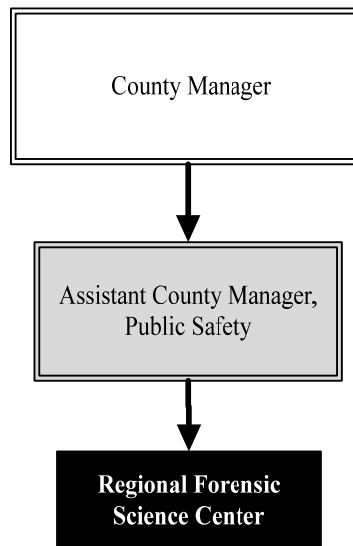 County Manager
Assistant County Manager,
Public Safety
Regional Forensic
Science Center